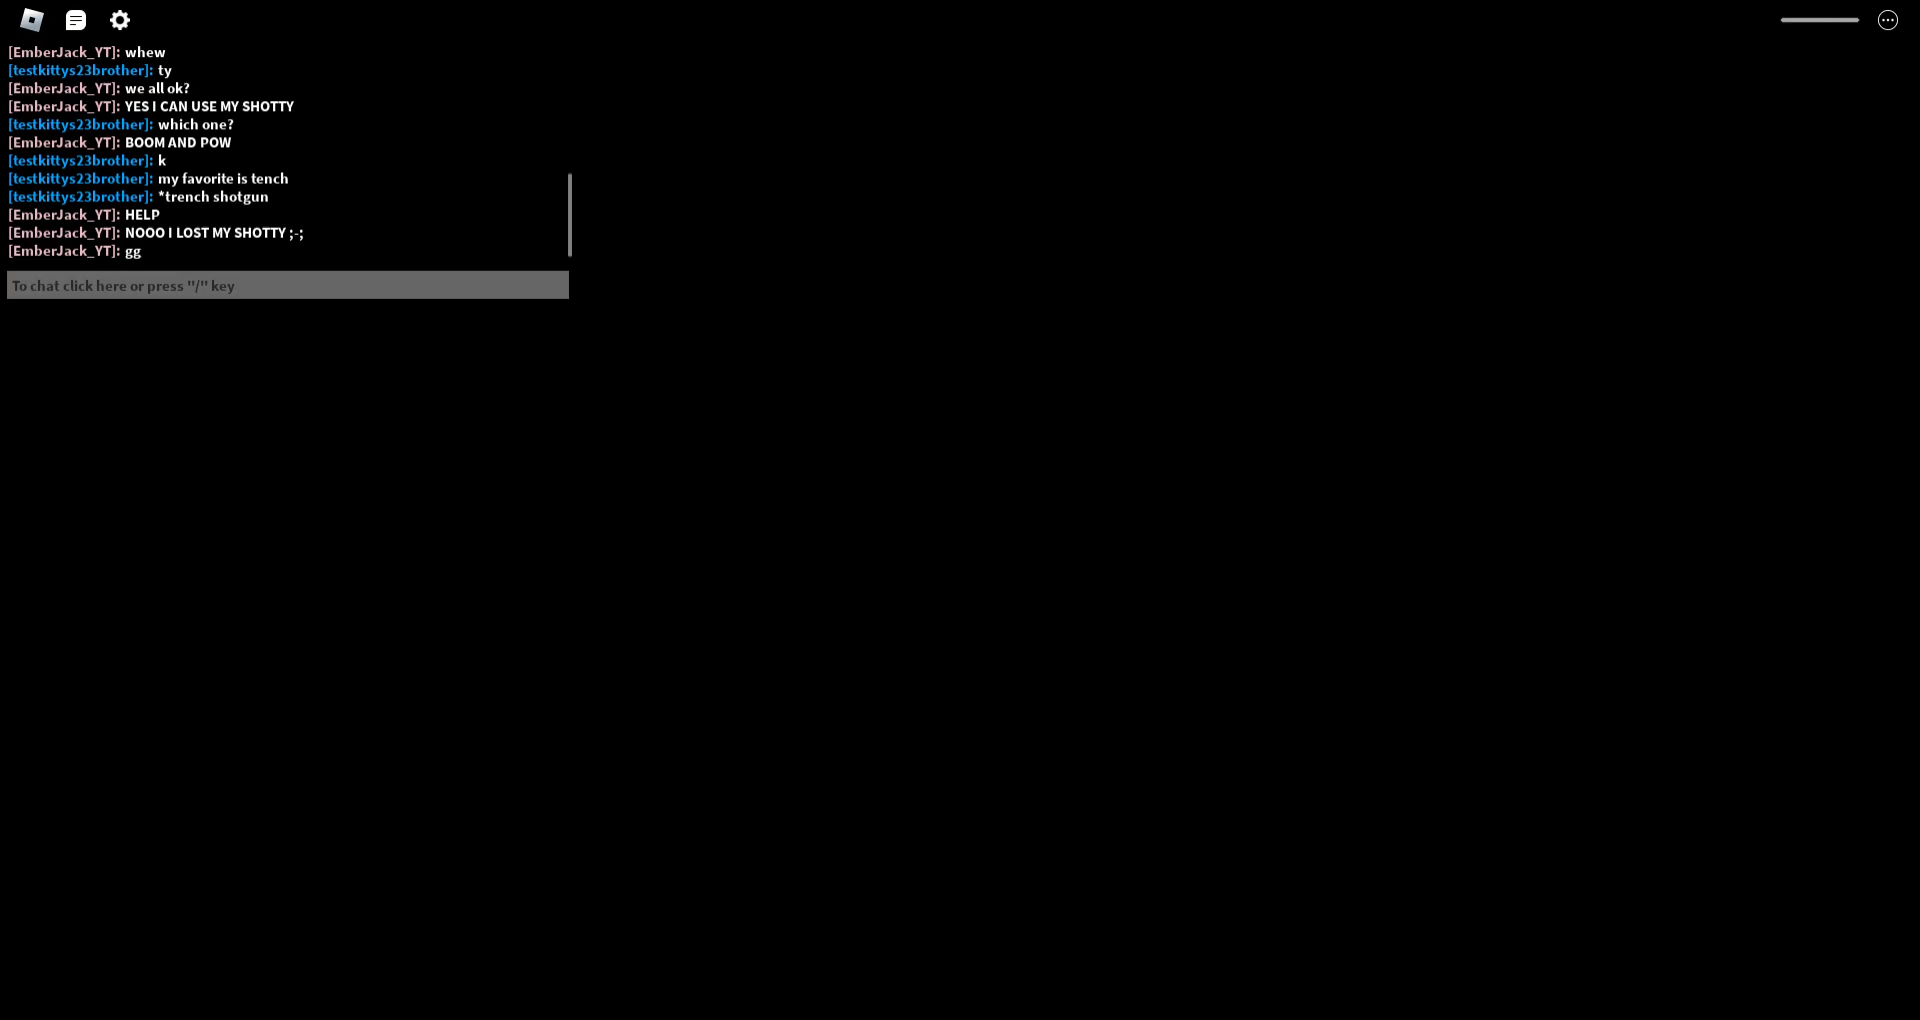 [EmberJack_YT]: whew
[testkittys23brother]: ty
[EmberJack_YT]: we all ok?
[EmberJack_YT]: YES I CAN USE MY SHOTTY
[testkittys23brother]: which one?
[EmberJack_YT]: BOOM AND POW
[testkittys23brother]: k
[testkittys23brother]: my favorite is tench
[testkittys23brother]: *trench shotgun
[EmberJack_YT]: HELP
[EmberJack_YT]: NOOO I LOST MY SHOTTY ;-;
[EmberJack_YT]: gg
To chat click here or press "/" key